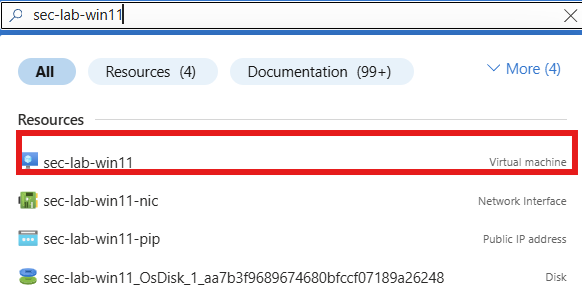 sec-lab-win11
All Resources (4) Documentation (99+) More (4)
Resources
sec-lab-win11 Virtual machine
sec-lab-win11-nic Network Interface
sec-lab-win11-pip Public IP address
sec-lab-win11_OsDisk_1_aa7b3f9689674680bfccf07189a26248 Disk